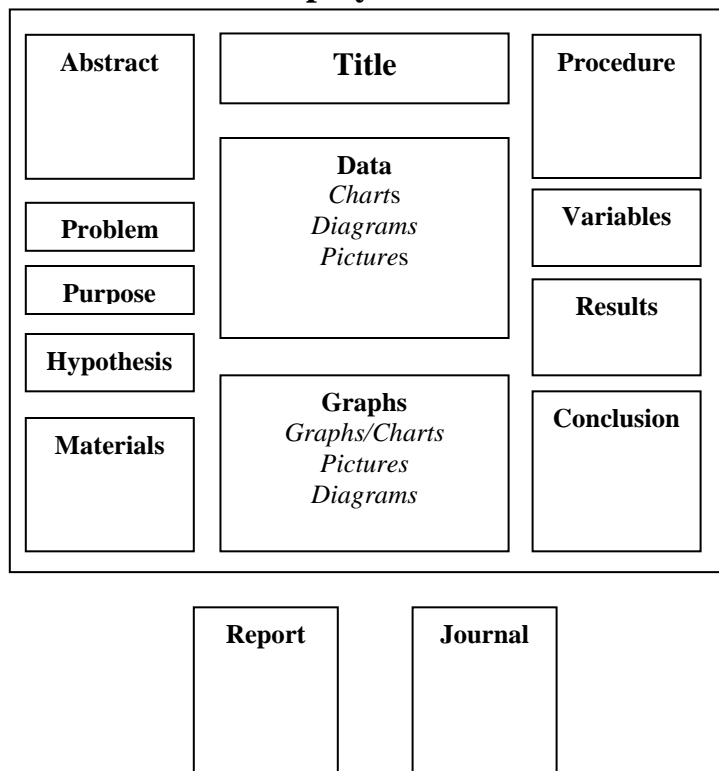 Abstract
Problem
Purpose
Hypothesis
Materials
Title
Data
Charts
Diagrams
Pictures
Graphs
Graphs/Charts
Pictures
Diagrams
Procedure
Variables
Results
Conclusion
Report
Journal